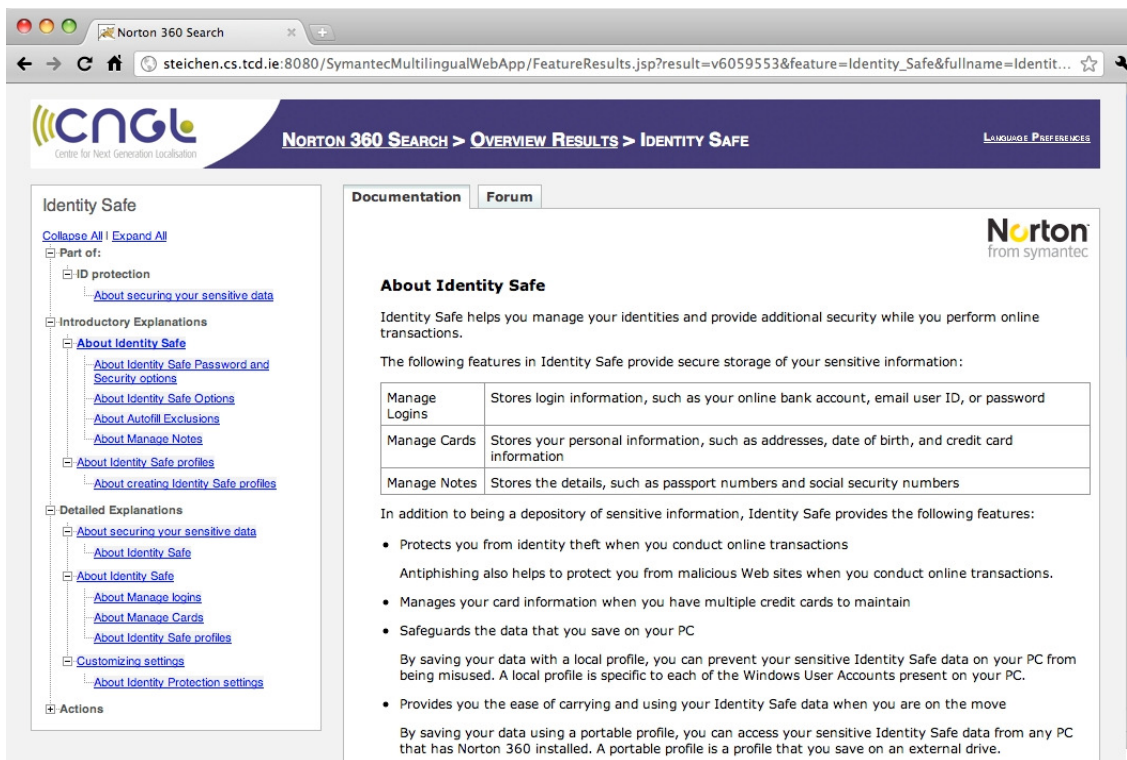 Norton 360 Search
steichen.cs.tcd.ie:8080/SymantecMultilingualWebApp/FeatureResults.jsp?result=v6059553&feature=Identity_Safe&fullname=Identit...
CNGL
Centre for Next Generation Localisation
NORTON 360 SEARCH > OVERVIEW RESULTS > IDENTITY SAFE
LANGUAGE PREFERENCES
Identity Safe
Collapse All | Expand All
Part of:
ID protection
About securing your sensitive data
Introductory Explanations
About Identity Safe
About Identity Safe Password and
Security options
About Identity Safe Options
About Autofill Exclusions
About Manage Notes
About Identity Safe profiles
About creating Identity Safe profiles
Detailed Explanations
About securing your sensitive data
About Identity Safe
About Identity Safe
About Manage logins
About Manage Cards
About Identity Safe profiles
Customizing settings
About Identity Protection settings
Actions
Documentation
Forum
Norton
from symantec
About Identity Safe
Identity Safe helps you manage your identities and provide additional security while you perform online
transactions.
The following features in Identity Safe provide secure storage of your sensitive information:
Manage
Logins
Stores login information, such as your online bank account, email user ID, or password
Manage Cards
Stores your personal information, such as addresses, date of birth, and credit card
information
Manage Notes
Stores the details, such as passport numbers and social security numbers
In addition to being a depository of sensitive information, Identity Safe provides the following features:
• Protects you from identity theft when you conduct online transactions
Antiphishing also helps to protect you from malicious Web sites when you conduct online transactions.
• Manages your card information when you have multiple credit cards to maintain
• Safeguards the data that you save on your PC
By saving your data with a local profile, you can prevent your sensitive Identity Safe data on your PC from
being misused. A local profile is specific to each of the Windows User Accounts present on your PC.
• Provides you the ease of carrying and using your Identity Safe data when you are on the move
By saving your data using a portable profile, you can access your sensitive Identity Safe data from any PC
that has Norton 360 installed. A portable profile is a profile that you save on an external drive.